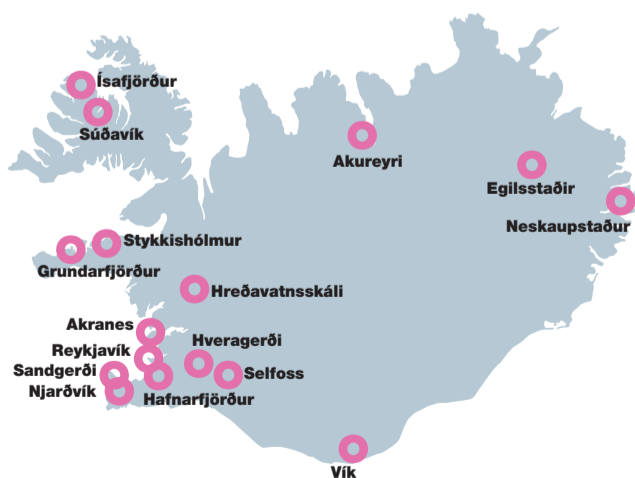 Ísafjörður
Súðavík
Akureyri
Egilsstaðir
Neskaupstaður
Stykkishólmur
Grundarfjörður
Hreðavatnsskáli
Akranes
Hveragerði
Reykjavík
Sandgerði
Selfoss
Njarðvík
Hafnarfjörður
Vík